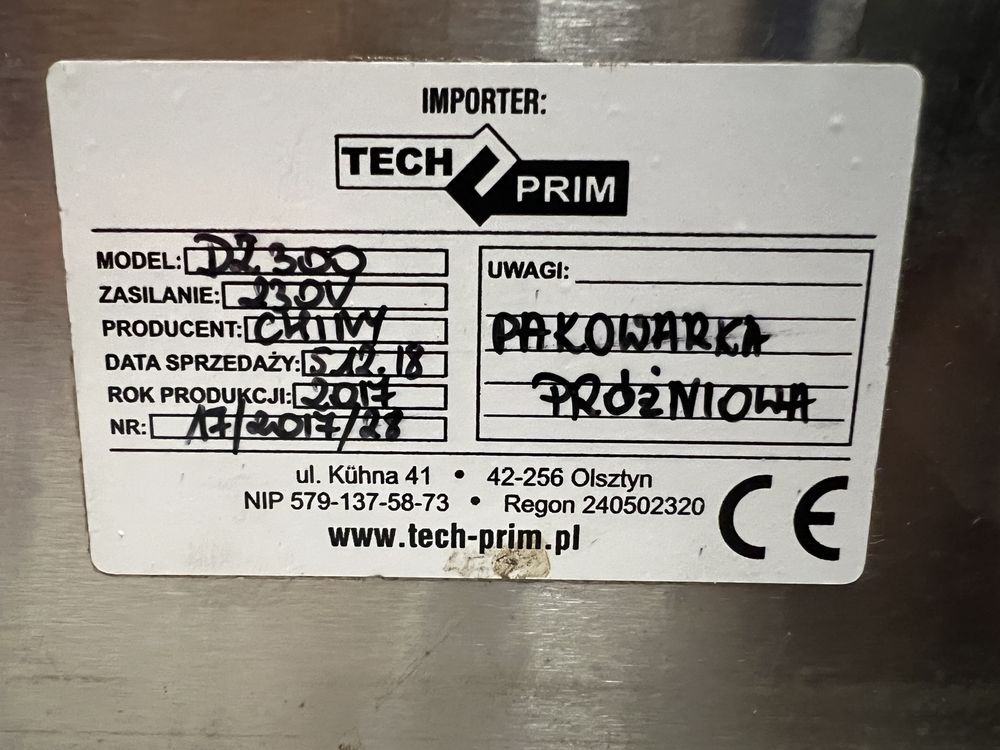 IMPORTER:
TECH PRIM
MODEL: DZ 300
ZASILANIE: 230V
PRODUCENT: CHINY
DATA SPRZEDAŻY: 5.12.18
ROK PRODUKCJI: 2017
NR: 17/2017/28
UWAGI:
PAKOWARKA
PRÓŻNIOWA
ul. Kühna 41 • 42-256 Olsztyn
NIP 579-137-58-73 • Regon 240502320
www.tech-prim.pl
CE